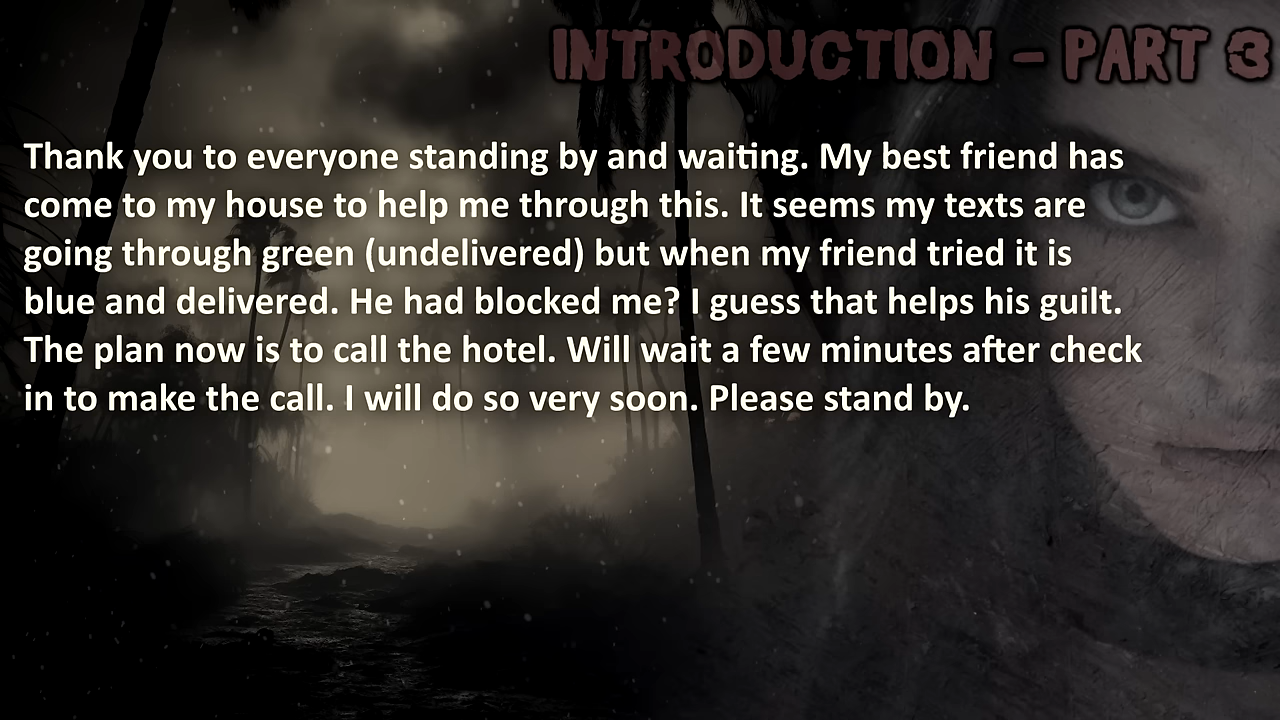 INTRODUCTION - PART 3
Thank you to everyone standing by and waiting. My best friend has
come to my house to help me through this. It seems my texts are
going through green (undelivered) but when my friend tried it is
blue and delivered. He had blocked me? I guess that helps his guilt.
The plan now is to call the hotel. Will wait a few minutes after check
in to make the call. I will do so very soon. Please stand by.